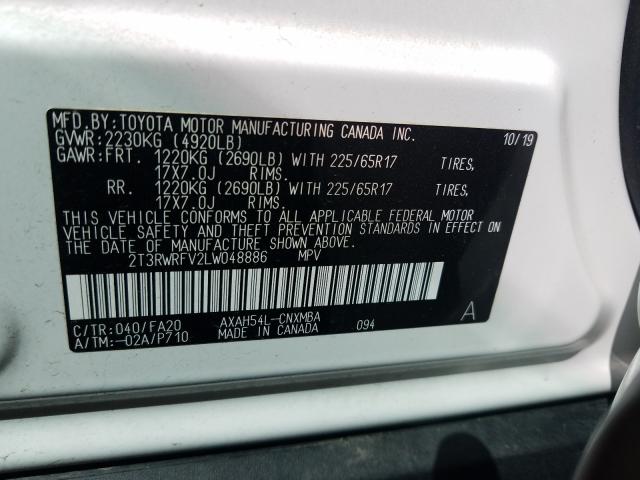 MFD.BY:TOYOTA MOTOR MANUFACTURING CANADA INC. 10/19
GVWR:2230KG (4920LB)
GAWR:FRT. 1220KG (2690LB) WITH 225/65R17 TIRES,
17X7.0J RIMS.
RR. 1220KG (2690LB) WITH 225/65R17 TIRES,
17X7.0J RIMS.
THIS VEHICLE CONFORMS TO ALL APPLICABLE FEDERAL MOTOR
VEHICLE SAFETY AND THEFT PREVENTION STANDARDS IN EFFECT ON
THE DATE OF MANUFACTURE SHOWN ABOVE.
2T3RWRFV2LW048886 MPV
C/TR:040/FA20 AXAH54L-CNXMBA 094 A
A/TM:-02A/P710 MADE IN CANADA